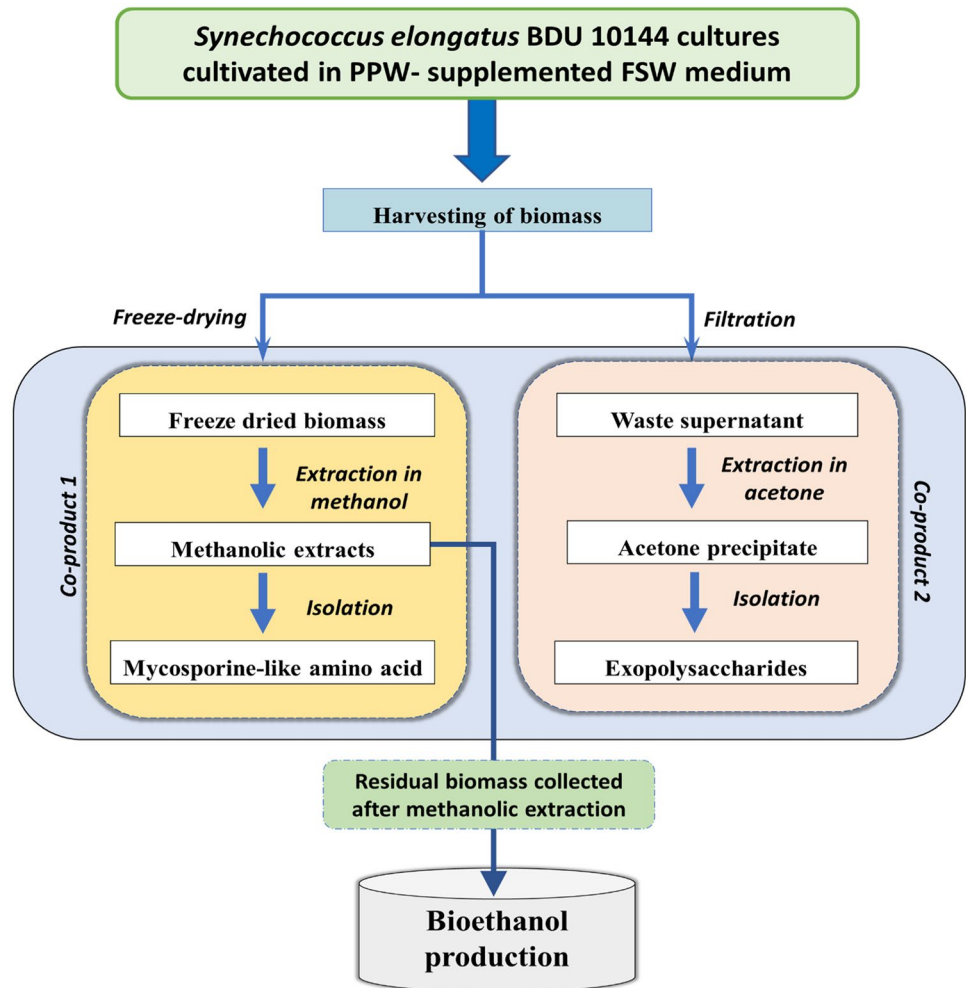 Synechococcus elongatus BDU 10144 cultures
cultivated in PPW- supplemented FSW medium
Harvesting of biomass
Freeze-drying
Filtration
Co-product 1
Freeze dried biomass
Extraction in
methanol
Methanolic extracts
Isolation
Mycosporine-like amino acid
Waste supernatant
Extraction in
acetone
Acetone precipitate
Isolation
Exopolysaccharides
Co-product 2
Residual biomass collected
after methanolic extraction
Bioethanol
production